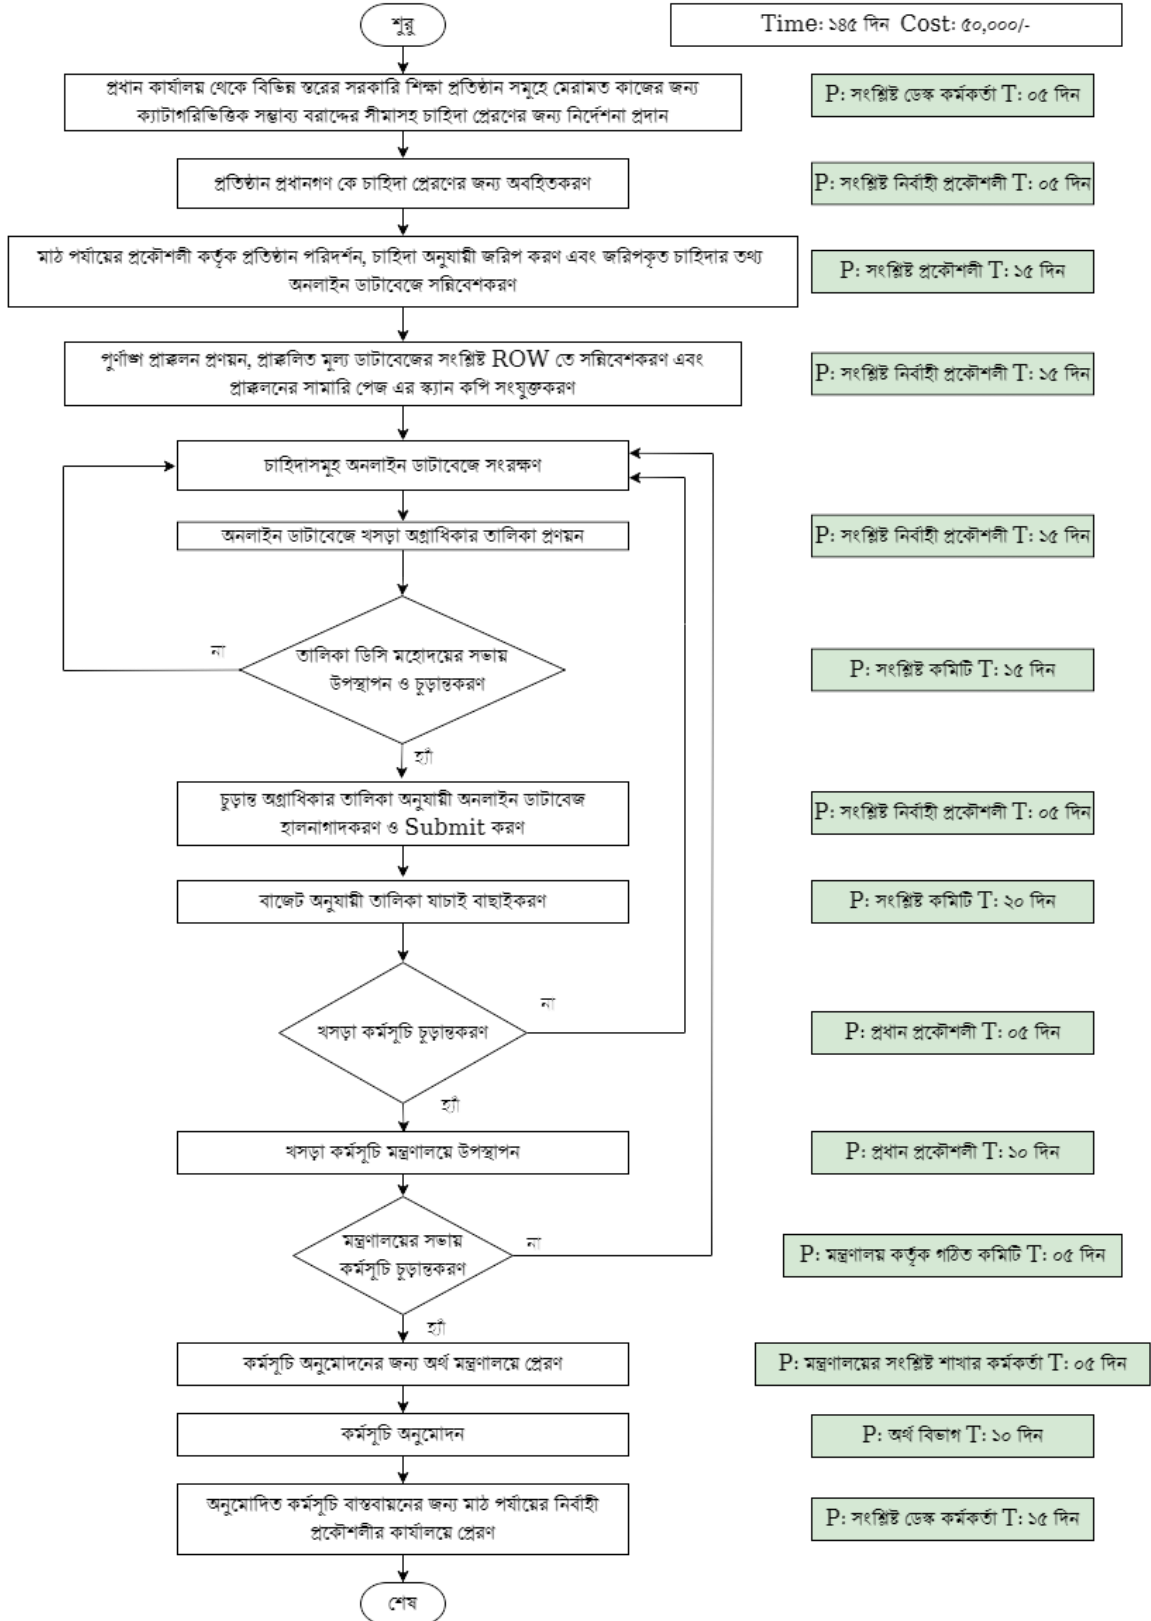 শুরু
Time: ১৪৫ দিন Cost: ৫০,০০০/-
প্রধান কার্যালয় থেকে বিভিন্ন স্তরের সরকারি শিক্ষা প্রতিষ্ঠান সমূহে মেরামত কাজের জন্য
ক্যাটাগরিভিত্তিক সম্ভাব্য বরাদ্দের সীমাসহ চাহিদা প্রেরণের জন্য নির্দেশনা প্রদান
P: সংশ্লিষ্ট ডেস্ক কর্মকর্তা T: ০৫ দিন
প্রতিষ্ঠান প্রধানগণ কে চাহিদা প্রেরণের জন্য অবহিতকরণ
P: সংশ্লিষ্ট নির্বাহী প্রকৌশলী T: ০৫ দিন
মাঠ পর্যায়ের প্রকৌশলী কর্তৃক প্রতিষ্ঠান পরিদর্শন, চাহিদা অনুযায়ী জরিপ করণ এবং জরিপকৃত চাহিদার তথ্য
অনলাইন ডাটাবেজে সন্নিবেশকরণ
P: সংশ্লিষ্ট প্রকৌশলী T: ১৫ দিন
পুর্ণাঙ্গ প্রাক্কলন প্রণয়ন, প্রাক্কলিত মূল্য ডাটাবেজের সংশ্লিষ্ট ROW তে সন্নিবেশকরণ এবং
প্রাক্কলনের সামারি পেজ এর স্ক্যান কপি সংযুক্তকরণ
P: সংশ্লিষ্ট নির্বাহী প্রকৌশলী T: ১৫ দিন
চাহিদাসমূহ অনলাইন ডাটাবেজে সংরক্ষণ
অনলাইন ডাটাবেজে খসড়া অগ্রাধিকার তালিকা প্রণয়ন
P: সংশ্লিষ্ট নির্বাহী প্রকৌশলী T: ১৫ দিন
না
তালিকা ডিসি মহোদয়ের সভায়
উপস্থাপন ও চুড়ান্তকরণ
P: সংশ্লিষ্ট কমিটি T: ১৫ দিন
হ্যাঁ
চুড়ান্ত অগ্রাধিকার তালিকা অনুযায়ী অনলাইন ডাটাবেজ
হালনাগাদকরণ ও Submit করণ
P: সংশ্লিষ্ট নির্বাহী প্রকৌশলী T: ০৫ দিন
বাজেট অনুযায়ী তালিকা যাচাই বাছাইকরণ
P: সংশ্লিষ্ট কমিটি T: ২০ দিন
না
খসড়া কর্মসূচি চুড়ান্তকরণ
P: প্রধান প্রকৌশলী T: ০৫ দিন
হ্যাঁ
খসড়া কর্মসূচি মন্ত্রণালয়ে উপস্থাপন
P: প্রধান প্রকৌশলী T: ১০ দিন
মন্ত্রণালয়ের সভায়
কর্মসূচি চুড়ান্তকরণ
না
P: মন্ত্রণালয় কর্তৃক গঠিত কমিটি T: ০৫ দিন
হ্যাঁ
কর্মসূচি অনুমোদনের জন্য অর্থ মন্ত্রণালয়ে প্রেরণ
P: মন্ত্রণালয়ের সংশ্লিষ্ট শাখার কর্মকর্তা T: ০৫ দিন
কর্মসূচি অনুমোদন
P: অর্থ বিভাগ T: ১০ দিন
অনুমোদিত কর্মসূচি বাস্তবায়নের জন্য মাঠ পর্যায়ের নির্বাহী
প্রকৌশলীর কার্যালয়ে প্রেরণ
P: সংশ্লিষ্ট ডেস্ক কর্মকর্তা T: ১৫ দিন
শেষ